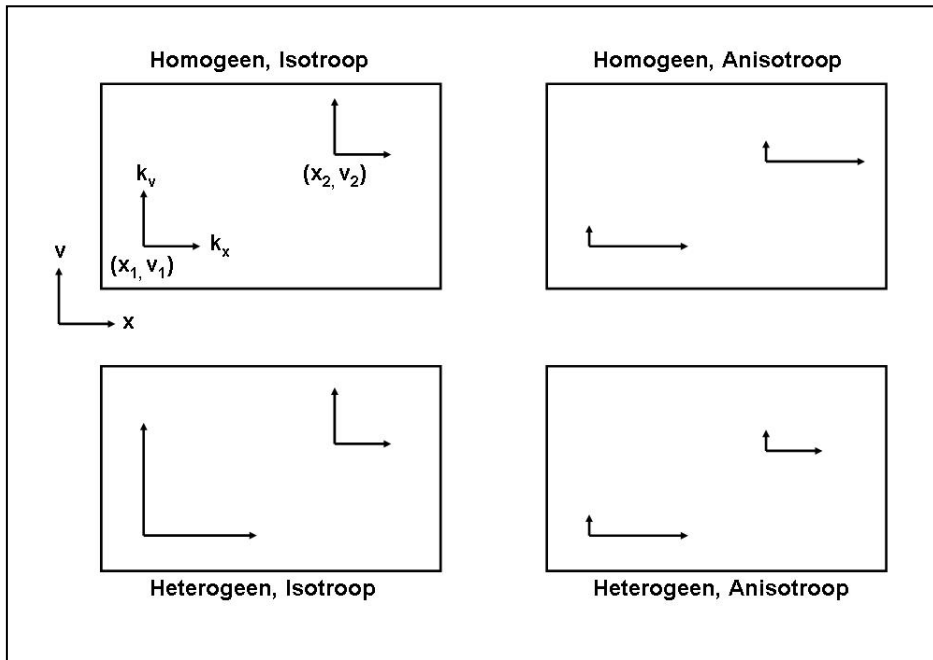 Homogeen, Isotroop
Homogeen, Anisotroop
kv
(x2, v2)
kx
(x1, v1)
v
x
Heterogeen, Isotroop
Heterogeen, Anisotroop